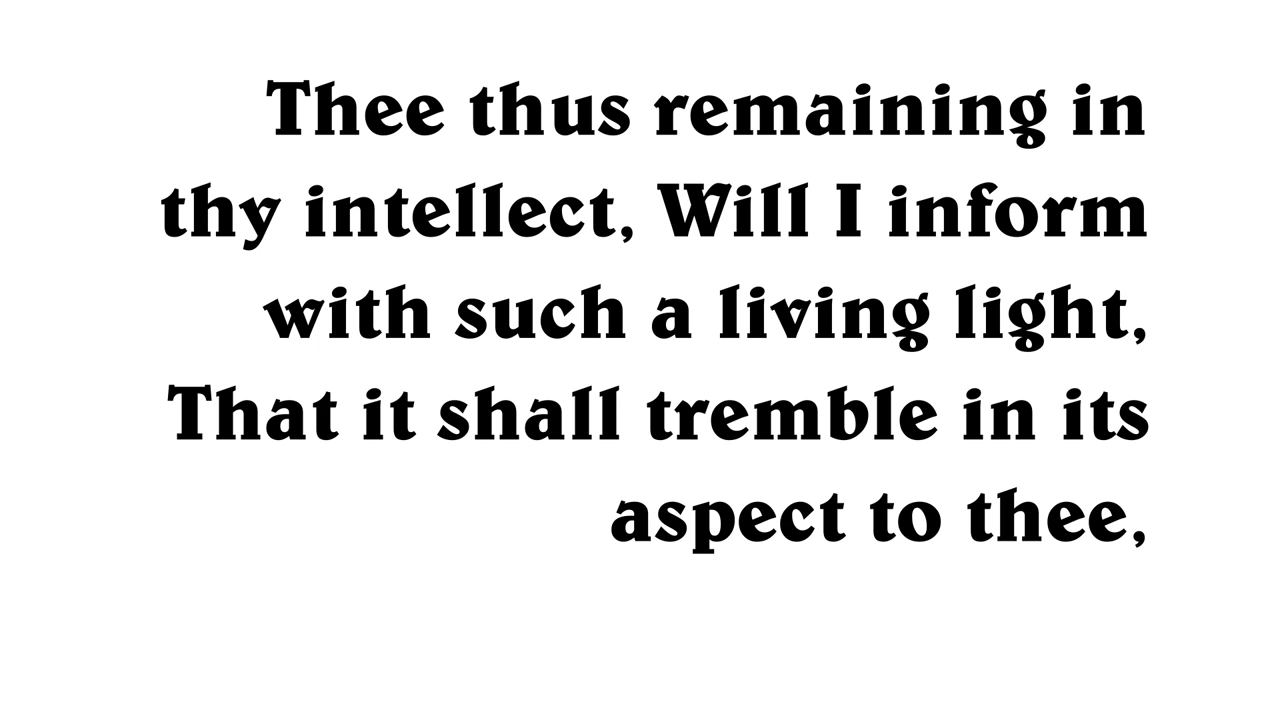 Thee thus remaining in
thy intellect, Will I inform
with such a living light,
That it shall tremble in its
aspect to thee,